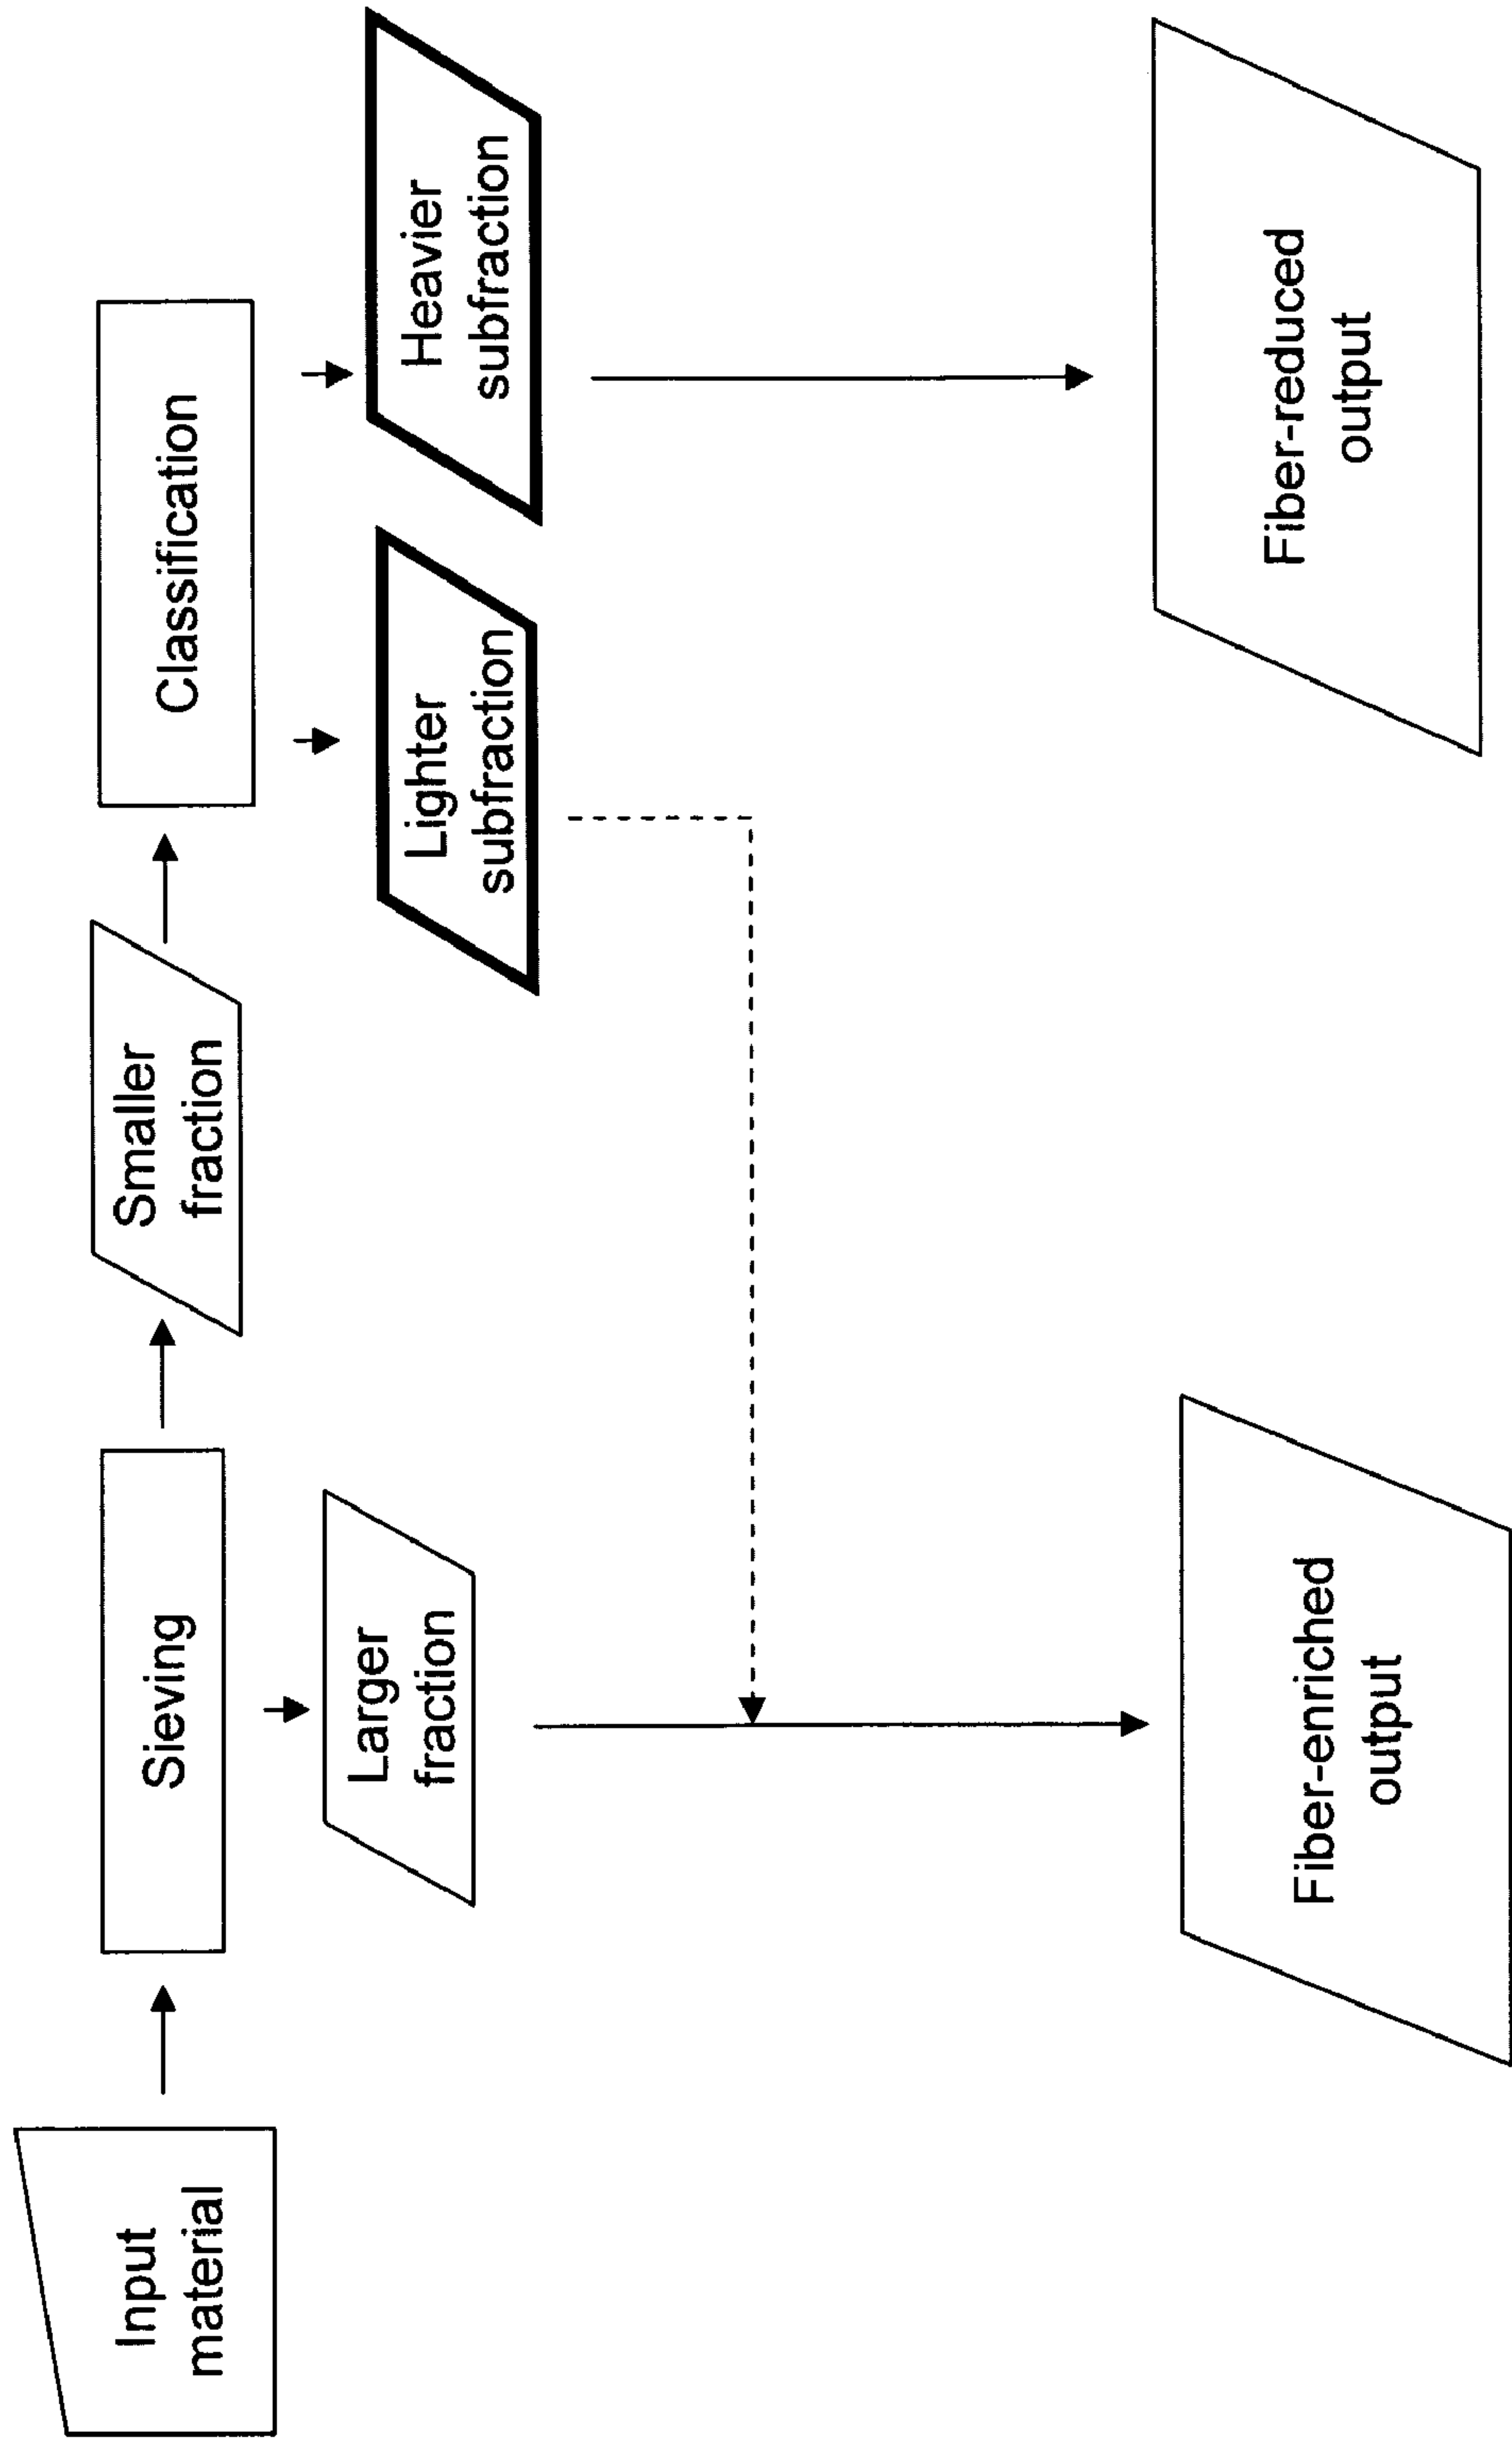 Input
material
Sieving
Smaller
fraction
Classification
Larger
fraction
Lighter
subfraction
Heavier
subfraction
Fiber-enriched
output
Fiber-reduced
output